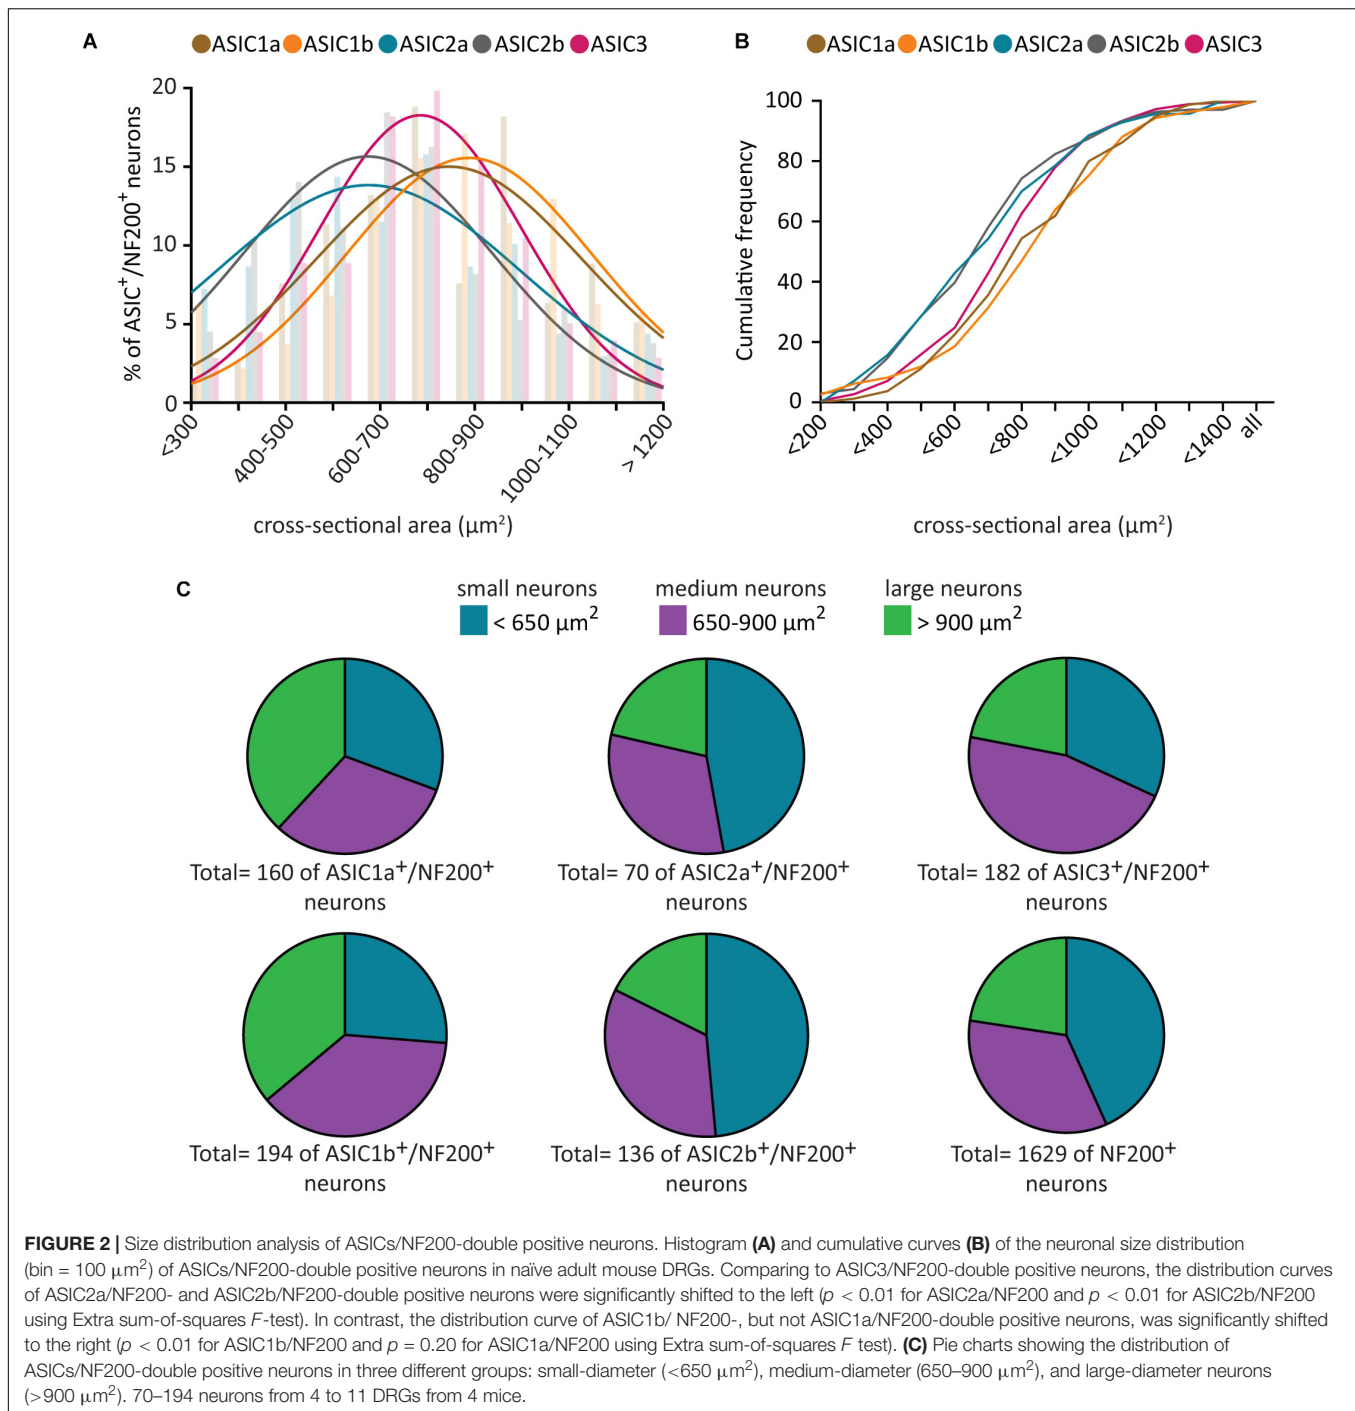 A
ASIC1a ASIC1b ASIC2a ASIC2b ASIC3
% of ASIC⁺/NF200⁺ neurons
20
15
10
5
0
<300
400-500
600-700
800-900
1000-1100
> 1200
cross-sectional area (µm²)
B
ASIC1a ASIC1b ASIC2a ASIC2b ASIC3
Cumulative frequency
100
80
60
40
20
0
<200
<400
<600
<800
<1000
<1200
<1400
all
cross-sectional area (µm²)
C
small neurons medium neurons large neurons
< 650 µm² 650-900 µm² > 900 µm²
Total= 160 of ASIC1a⁺/NF200⁺
neurons
Total= 70 of ASIC2a⁺/NF200⁺
neurons
Total= 182 of ASIC3⁺/NF200⁺
neurons
Total= 194 of ASIC1b⁺/NF200⁺
neurons
Total= 136 of ASIC2b⁺/NF200⁺
neurons
Total= 1629 of NF200⁺
neurons
FIGURE 2 | Size distribution analysis of ASICs/NF200-double positive neurons. Histogram (A) and cumulative curves (B) of the neuronal size distribution
(bin = 100 µm²) of ASICs/NF200-double positive neurons in naïve adult mouse DRGs. Comparing to ASIC3/NF200-double positive neurons, the distribution curves
of ASIC2a/NF200- and ASIC2b/NF200-double positive neurons were significantly shifted to the left (p < 0.01 for ASIC2a/NF200 and p < 0.01 for ASIC2b/NF200
using Extra sum-of-squares F-test). In contrast, the distribution curve of ASIC1b/ NF200-, but not ASIC1a/NF200-double positive neurons, was significantly shifted
to the right (p < 0.01 for ASIC1b/NF200 and p = 0.20 for ASIC1a/NF200 using Extra sum-of-squares F test). (C) Pie charts showing the distribution of
ASICs/NF200-double positive neurons in three different groups: small-diameter (<650 µm²), medium-diameter (650–900 µm²), and large-diameter neurons
(>900 µm²). 70–194 neurons from 4 to 11 DRGs from 4 mice.